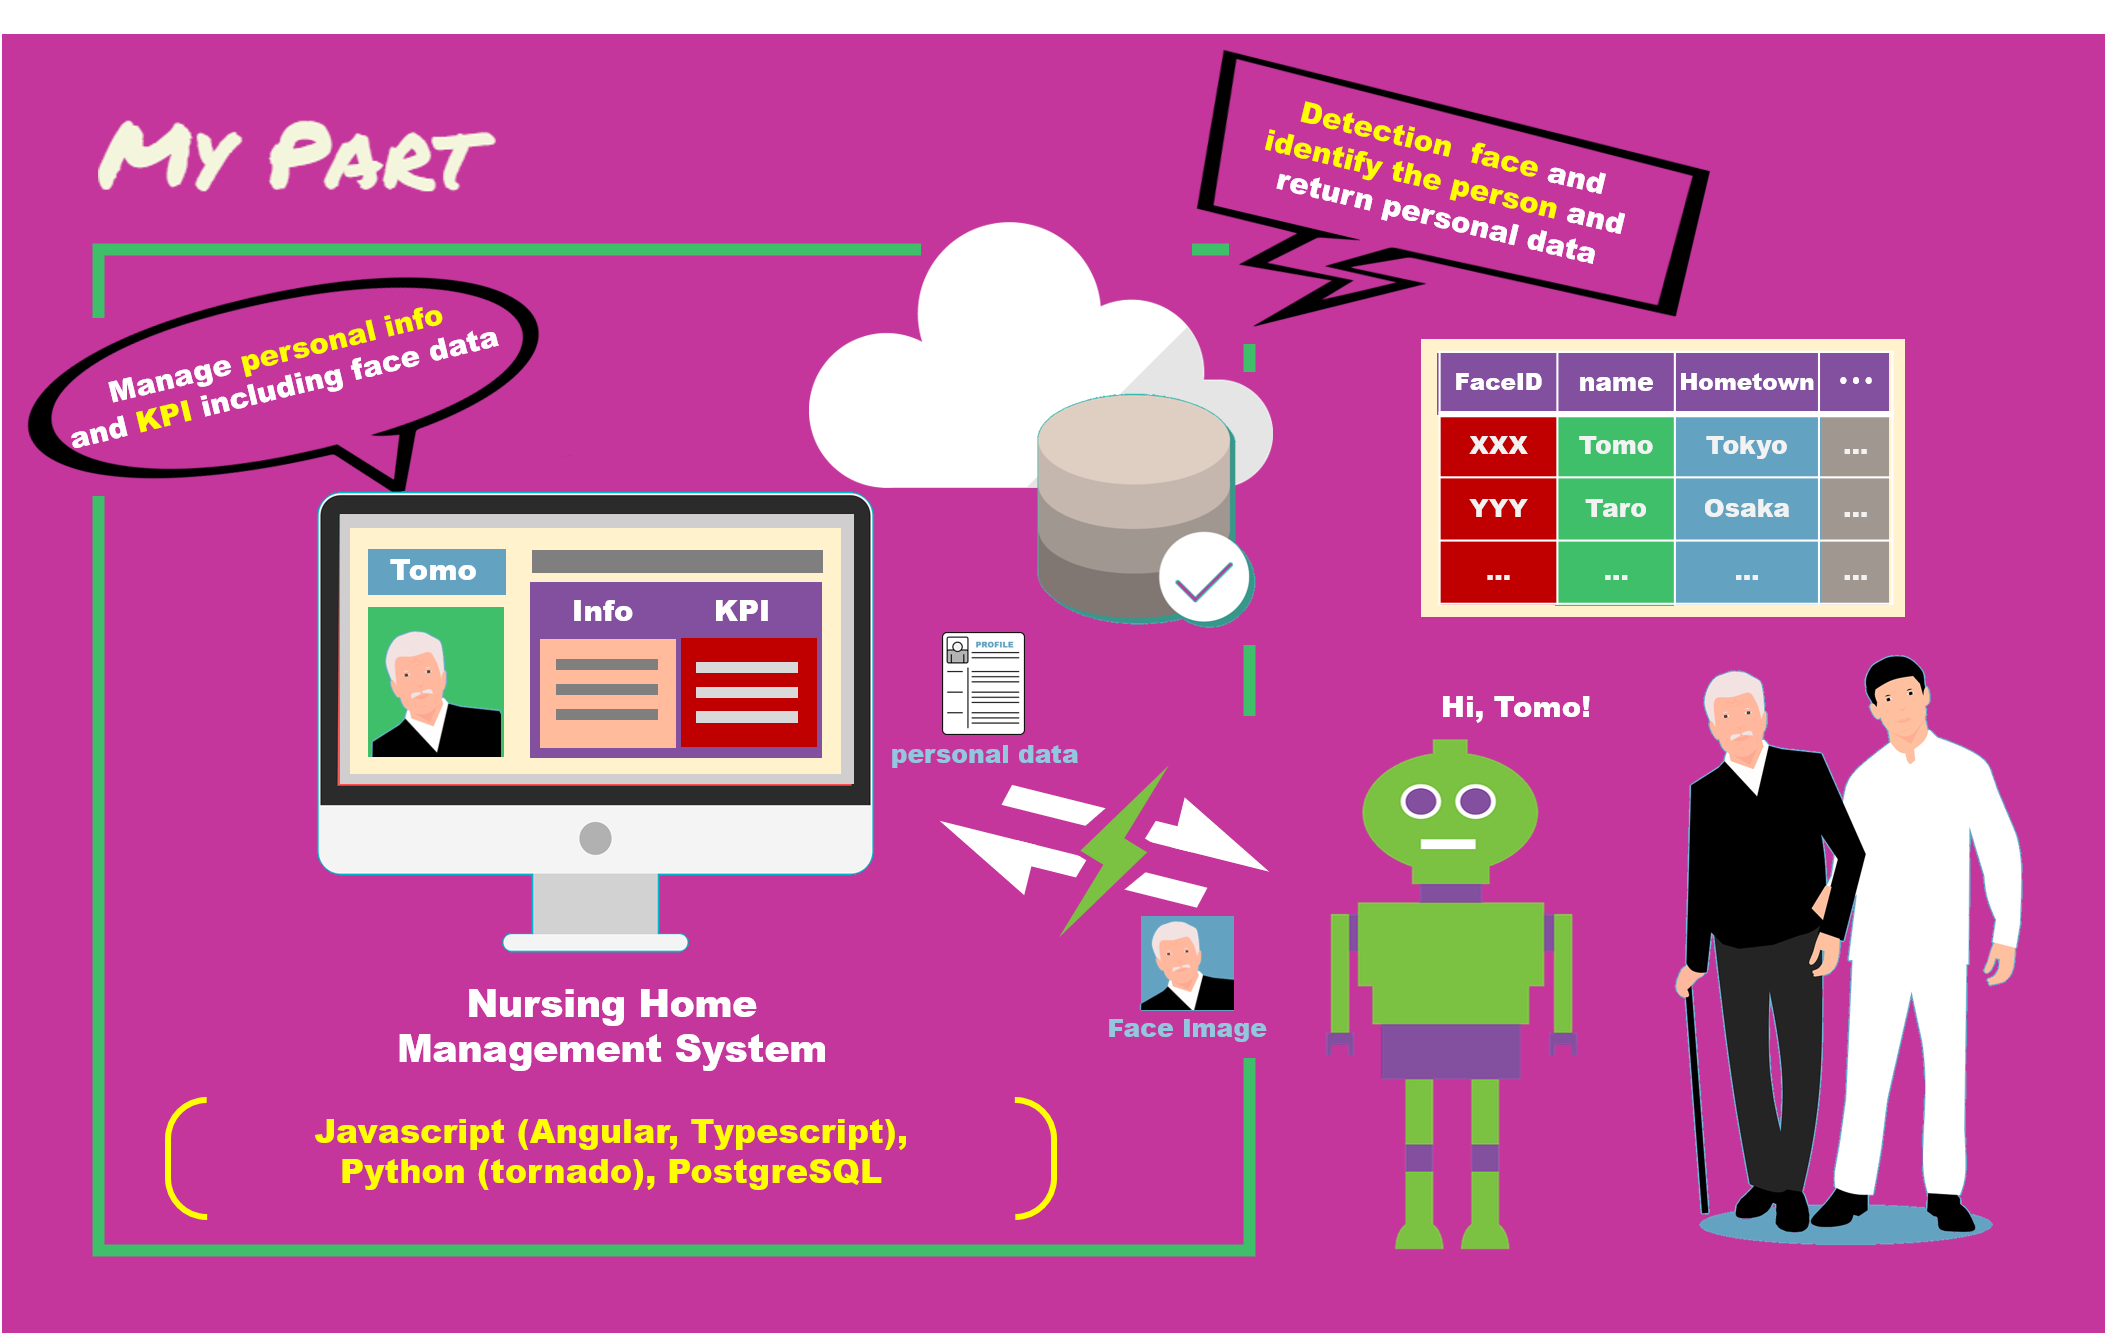 My Part
Detection face and
identify the person and
return personal data
Manage personal info
and KPI including face data
FaceID name Hometown ...
XXX Tomo Tokyo ...
YYY Taro Osaka ...
... ... ... ...
Tomo
Info KPI
PROFILE
personal data
Hi, Tomo!
Face Image
Nursing Home
Management System
Javascript (Angular, Typescript),
Python (tornado), PostgreSQL